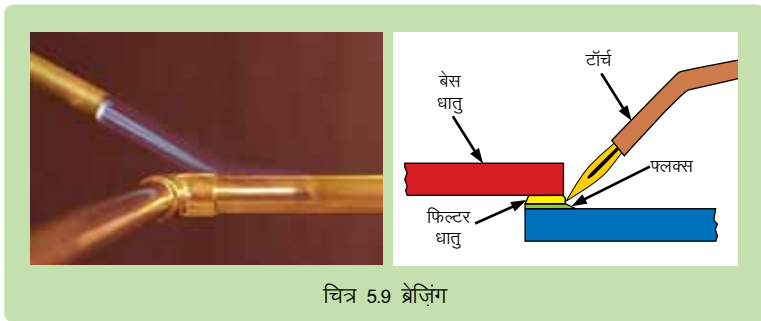 टॉर्च
बेस
धातु
फ्लक्स
फिल्टर
धातु
चित्र 5.9 ब्रेज़िंग